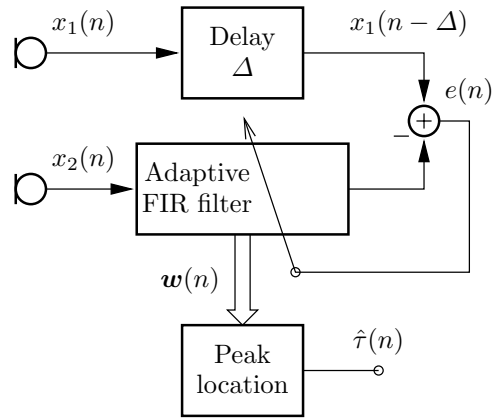 x₁(n)
Delay
Δ
x₁(n − Δ)
e(n)
+
−
x₂(n)
Adaptive
FIR filter
w(n)
Peak
location
τ̂(n)